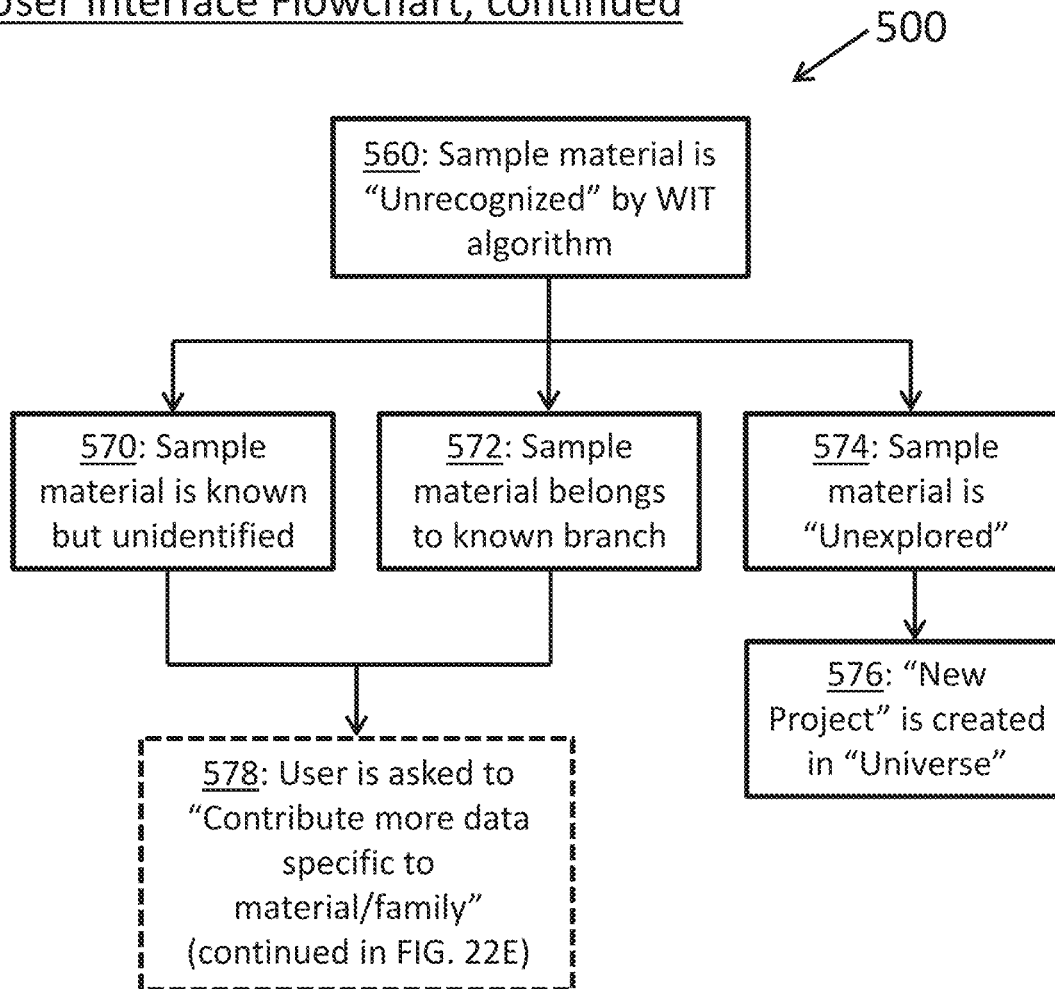 User Interface Flowchart, continued
500
560: Sample material is
“Unrecognized” by WIT
algorithm
570: Sample
material is known
but unidentified
572: Sample
material belongs
to known branch
574: Sample
material is
“Unexplored”
576: “New
Project” is created
in “Universe”
578: User is asked to
“Contribute more data
specific to
material/family”
(continued in FIG. 22E)